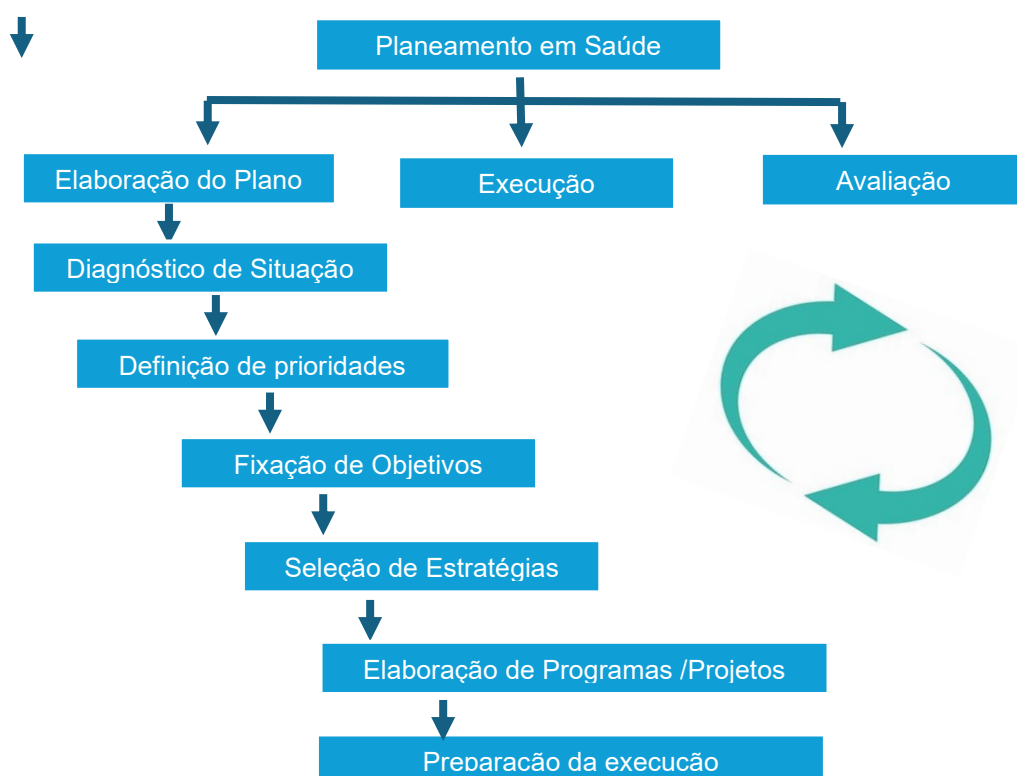 Planeamento em Saúde
Elaboração do Plano
Execução
Avaliação
Diagnóstico de Situação
Definição de prioridades
Fixação de Objetivos
Seleção de Estratégias
Elaboração de Programas /Projetos
Preparação da execução